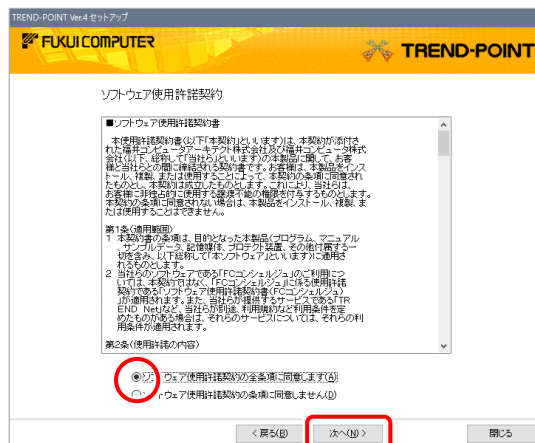 TREND-POINT Ver.4 セットアップ
FUKUI COMPUTER
TREND-POINT
ソフトウェア使用許諾契約
■ソフトウェア使用許諾契約書
本使用許諾契約書(以下「本契約」といいます)は、本契約が添付さ
れた福井コンピュータアーキテクト株式会社及び福井コンピュータ株式
会社(以下、総称して「当社ら」といいます)の本製品に関して、お客
様と当社らとの間に締結される契約書です。お客様は、本製品をインス
トール、複製、または使用することによって、本契約の条項に同意され
たものとし、本契約は成立したものとします。これにより、当社らは、
お客様に非独占的に使用する譲渡不能の権限を付与するものとします。
本契約の条項に同意されない場合は、本製品をインストール、複製、ま
たは使用することはできません。
第1条(適用範囲)
1 本契約書の条項は、目的となった本製品(プログラム、マニュアル
、サンプルデータ、記憶媒体、プロテクト装置、その他付属する一
切を含み、以下総称して「本ソフトウェア」といいます)に適用さ
れるものとします。
2 当社らのソフトウェアである「FCコンシェルジュ」のご利用につ
いては、本契約ではなく、「FCコンシェルジュ」に係る使用許諾
契約である「ソフトウェア使用許諾契約書(FCコンシェルジュ)
」が適用されます。また、当社らが提供するサービスである「TR
END Net」など、当社らが別途、利用規約など利用条件を定
めたものがある場合は、それらのサービスについては、それらの利
用条件が適用されます。
第2条(使用許諾の内容)
ソフトウェア使用許諾契約の全条項に同意します(A)
ソフトウェア使用許諾契約の条項に同意しません(D)
< 戻る(B)
次へ(N) >
閉じる